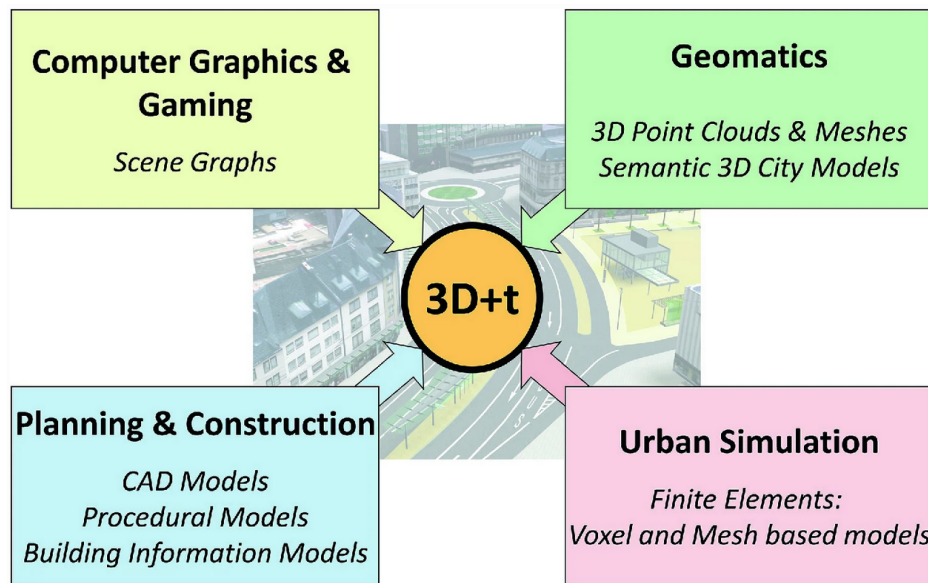 Computer Graphics &
Gaming
Scene Graphs
Geomatics
3D Point Clouds & Meshes
Semantic 3D City Models
3D+t
Planning & Construction
CAD Models
Procedural Models
Building Information Models
Urban Simulation
Finite Elements:
Voxel and Mesh based models